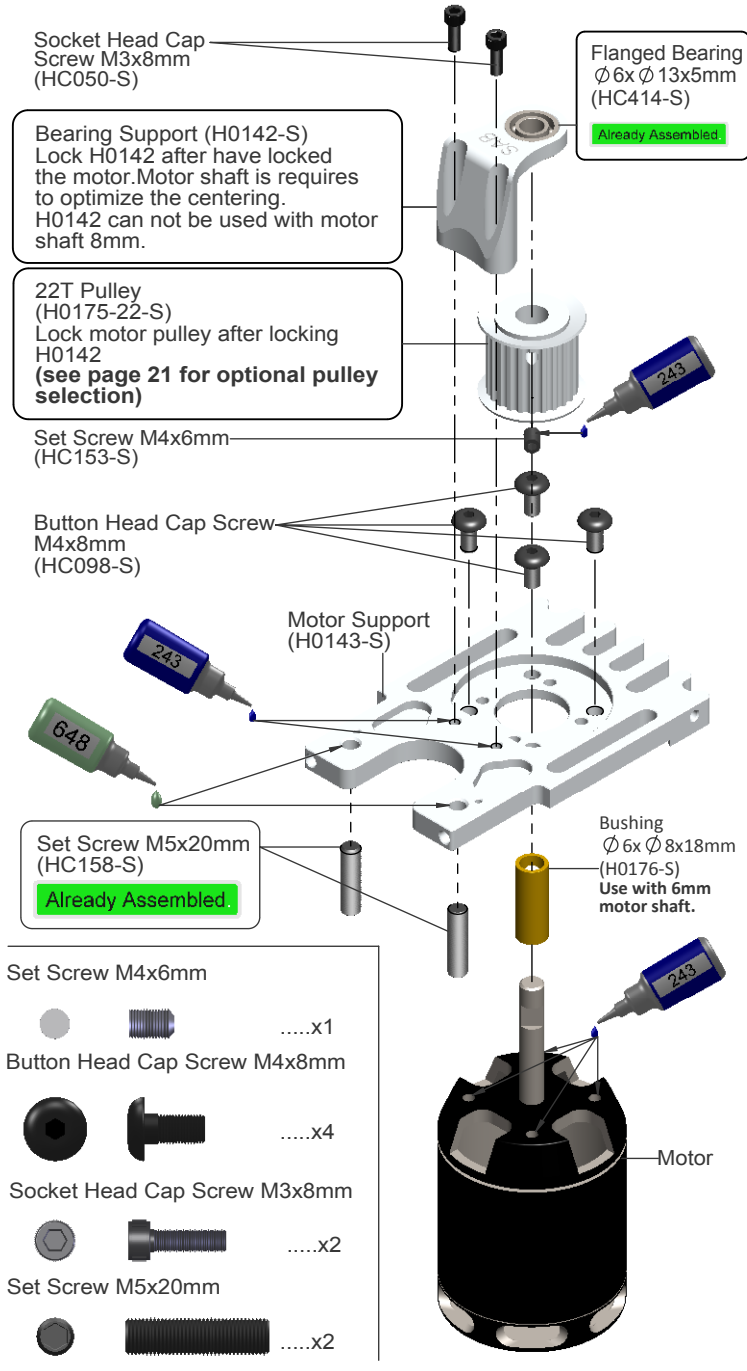 Socket Head Cap
Screw M3x8mm
(HC050-S)
Flanged Bearing
∅ 6x ∅ 13x5mm
(HC414-S)
Already Assembled.
SAB
Bearing Support (H0142-S)
Lock H0142 after have locked
the motor.Motor shaft is requires
to optimize the centering.
H0142 can not be used with motor
shaft 8mm.
22T Pulley
(H0175-22-S)
Lock motor pulley after locking
H0142
(see page 21 for optional pulley
selection)
243
Set Screw M4x6mm
(HC153-S)
Button Head Cap Screw
M4x8mm
(HC098-S)
Motor Support
(H0143-S)
243
648
Set Screw M5x20mm
(HC158-S)
Already Assembled.
Bushing
∅ 6x ∅ 8x18mm
(H0176-S)
Use with 6mm
motor shaft.
243
Set Screw M4x6mm
.....x1
Button Head Cap Screw M4x8mm
.....x4
Motor
Socket Head Cap Screw M3x8mm
.....x2
Set Screw M5x20mm
.....x2